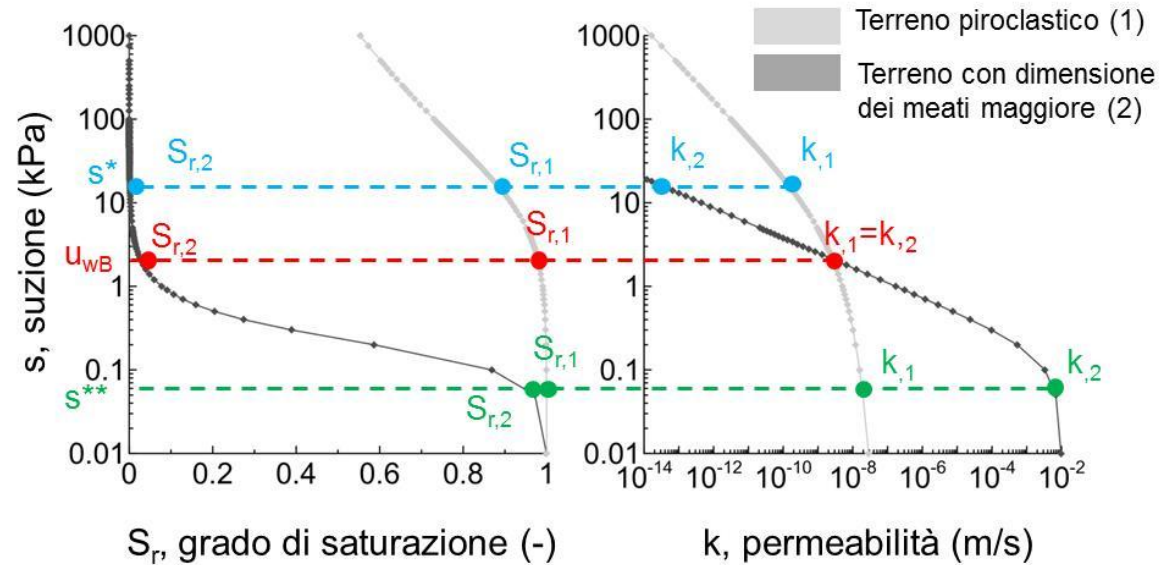 Terreno piroclastico (1)
Terreno con dimensione
dei meati maggiore (2)
s, suzione (kPa)
1000
100
10
1
0.1
0.01
s*
u_wB
s**
S_r,2
S_r,1
S_r,2
S_r,1
S_r,1
S_r,2
0
0.2
0.4
0.6
0.8
1
S_r, grado di saturazione (-)
1000
100
10
1
0.1
0.01
k,2
k,1
k,1=k,2
k,1
k,2
10^-14
10^-12
10^-10
10^-8
10^-6
10^-4
10^-2
k, permeabilità (m/s)